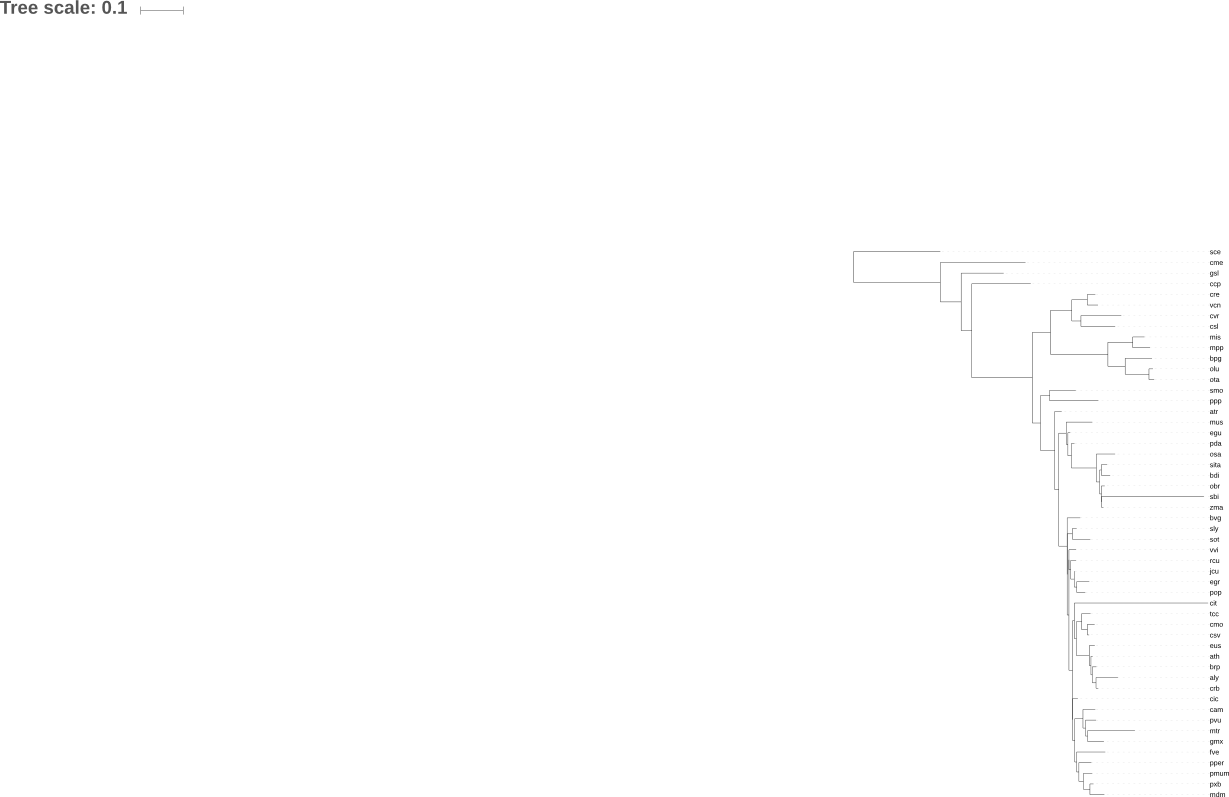 Tree scale: 0.1
sce
cme
gsl
ccp
cre
vcn
cvr
csl
mis
mpp
bpg
olu
ota
smo
ppp
atr
mus
egu
pda
osa
sita
bdi
obr
sbi
zma
bvg
sly
sot
vvi
rcu
jcu
egr
pop
cit
tcc
cmo
csv
eus
ath
brp
aly
crb
cic
cam
pvu
mtr
gmx
fve
pper
pmum
pxb
mdm